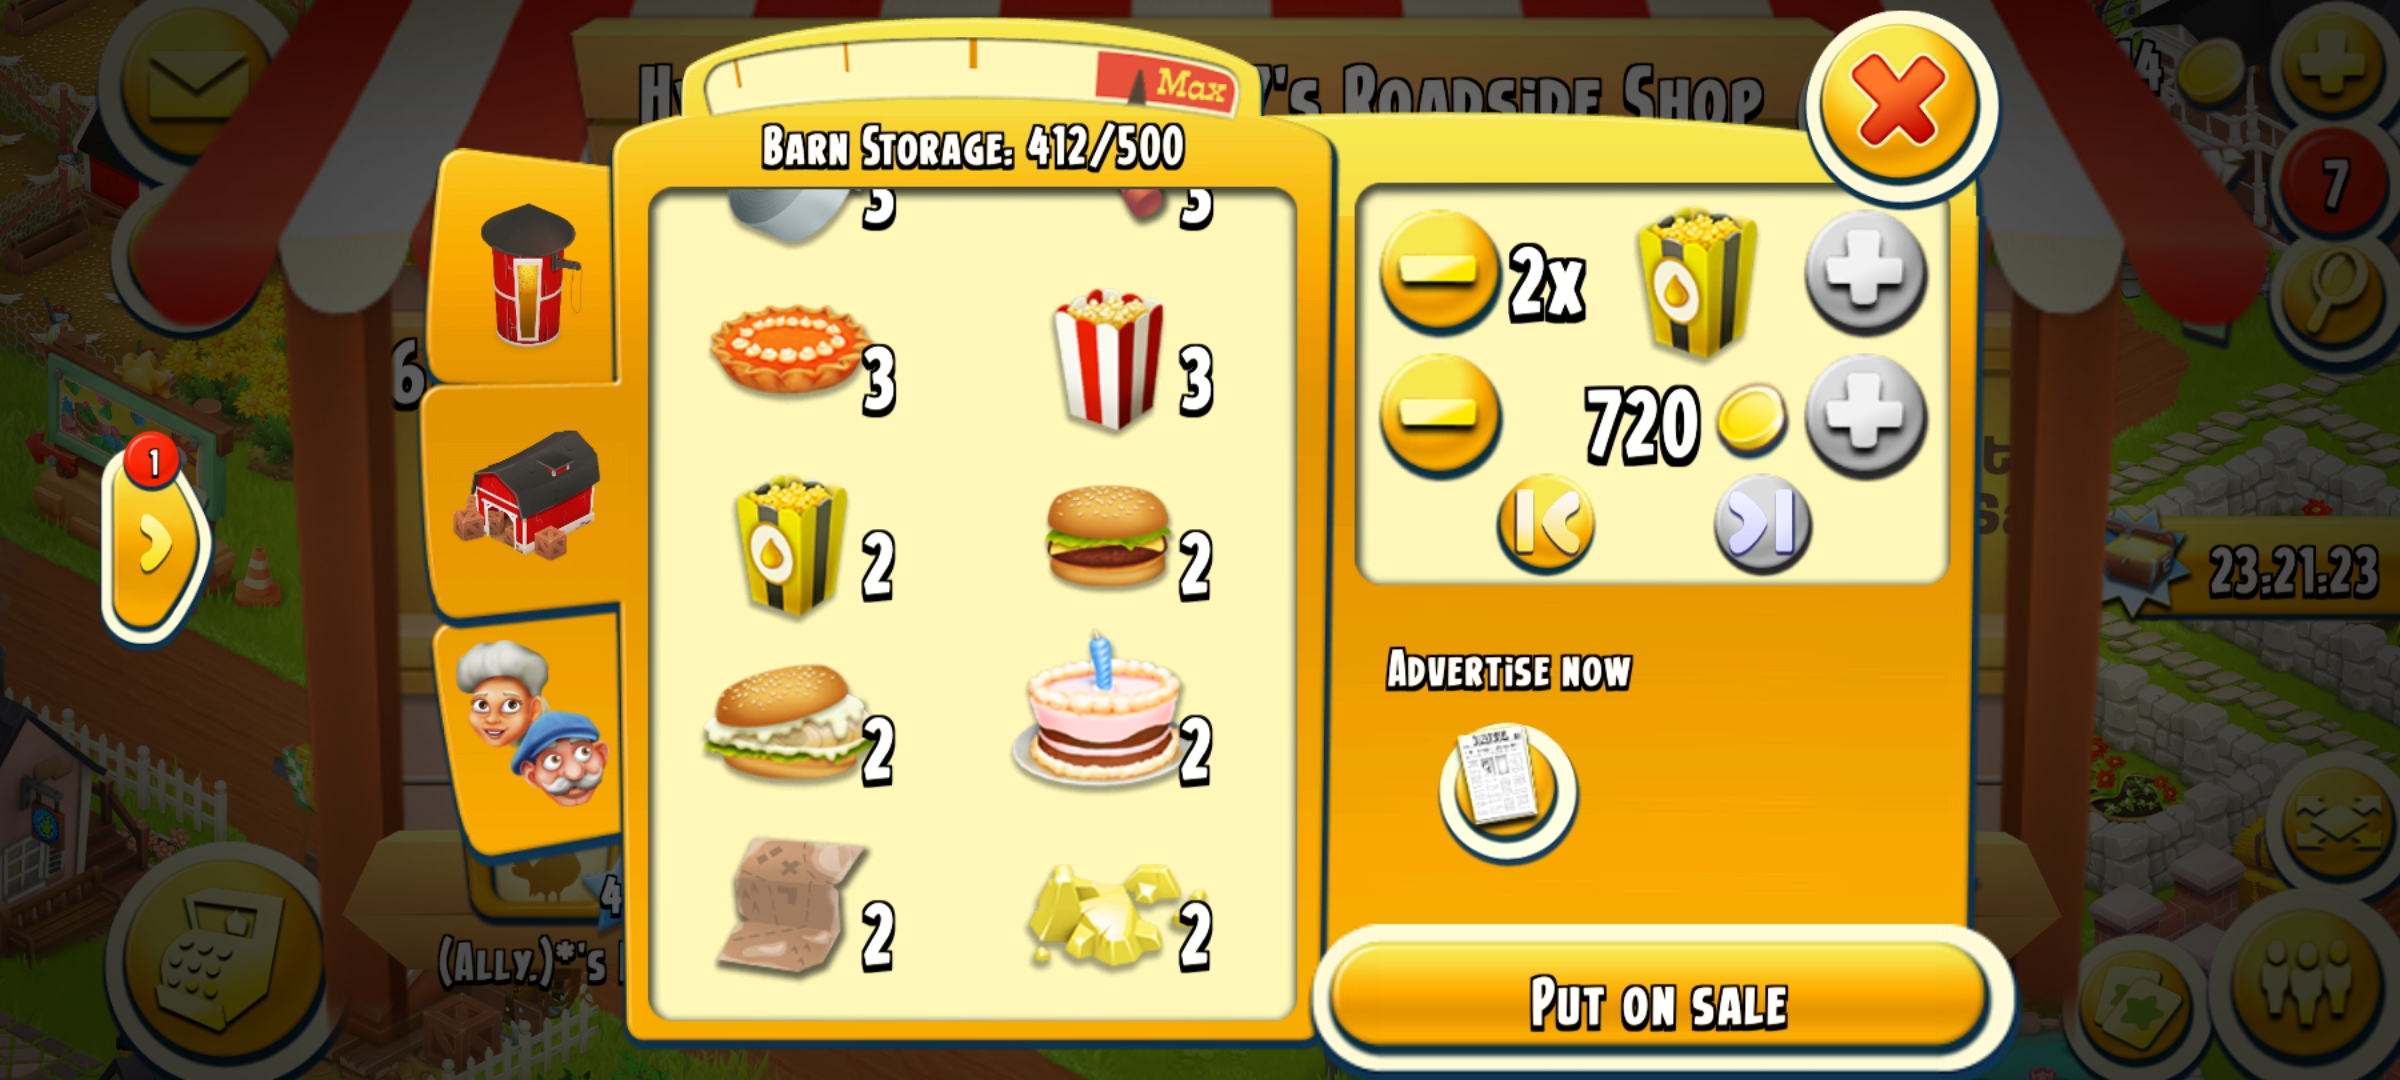 Max
's Roadside Shop
Barn Storage: 412/500
7
3
3
2x
3
3
720
6
1
2
2
23:21:23
Advertise now
2
2
4
2
2
(Ally.)*'s
Put on sale